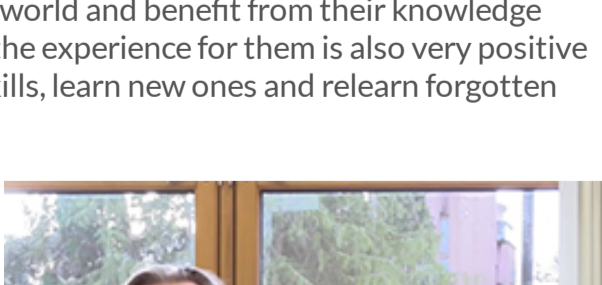 world and benefit from their knowledge
the experience for them is also very positive
ills, learn new ones and relearn forgotten